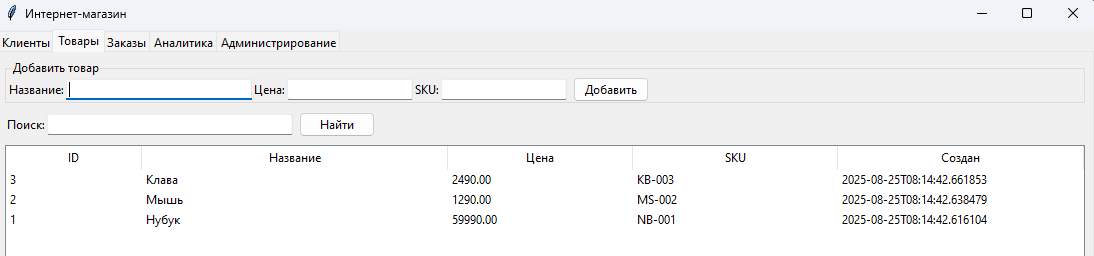 Интернет-магазин
Клиенты Товары Заказы Аналитика Администрирование
Добавить товар
Название: Цена: SKU: Добавить
Поиск: Найти
ID Название Цена SKU Создан
3 Клава 2490.00 KB-003 2025-08-25T08:14:42.661853
2 Мышь 1290.00 MS-002 2025-08-25T08:14:42.638479
1 Нубук 59990.00 NB-001 2025-08-25T08:14:42.616104